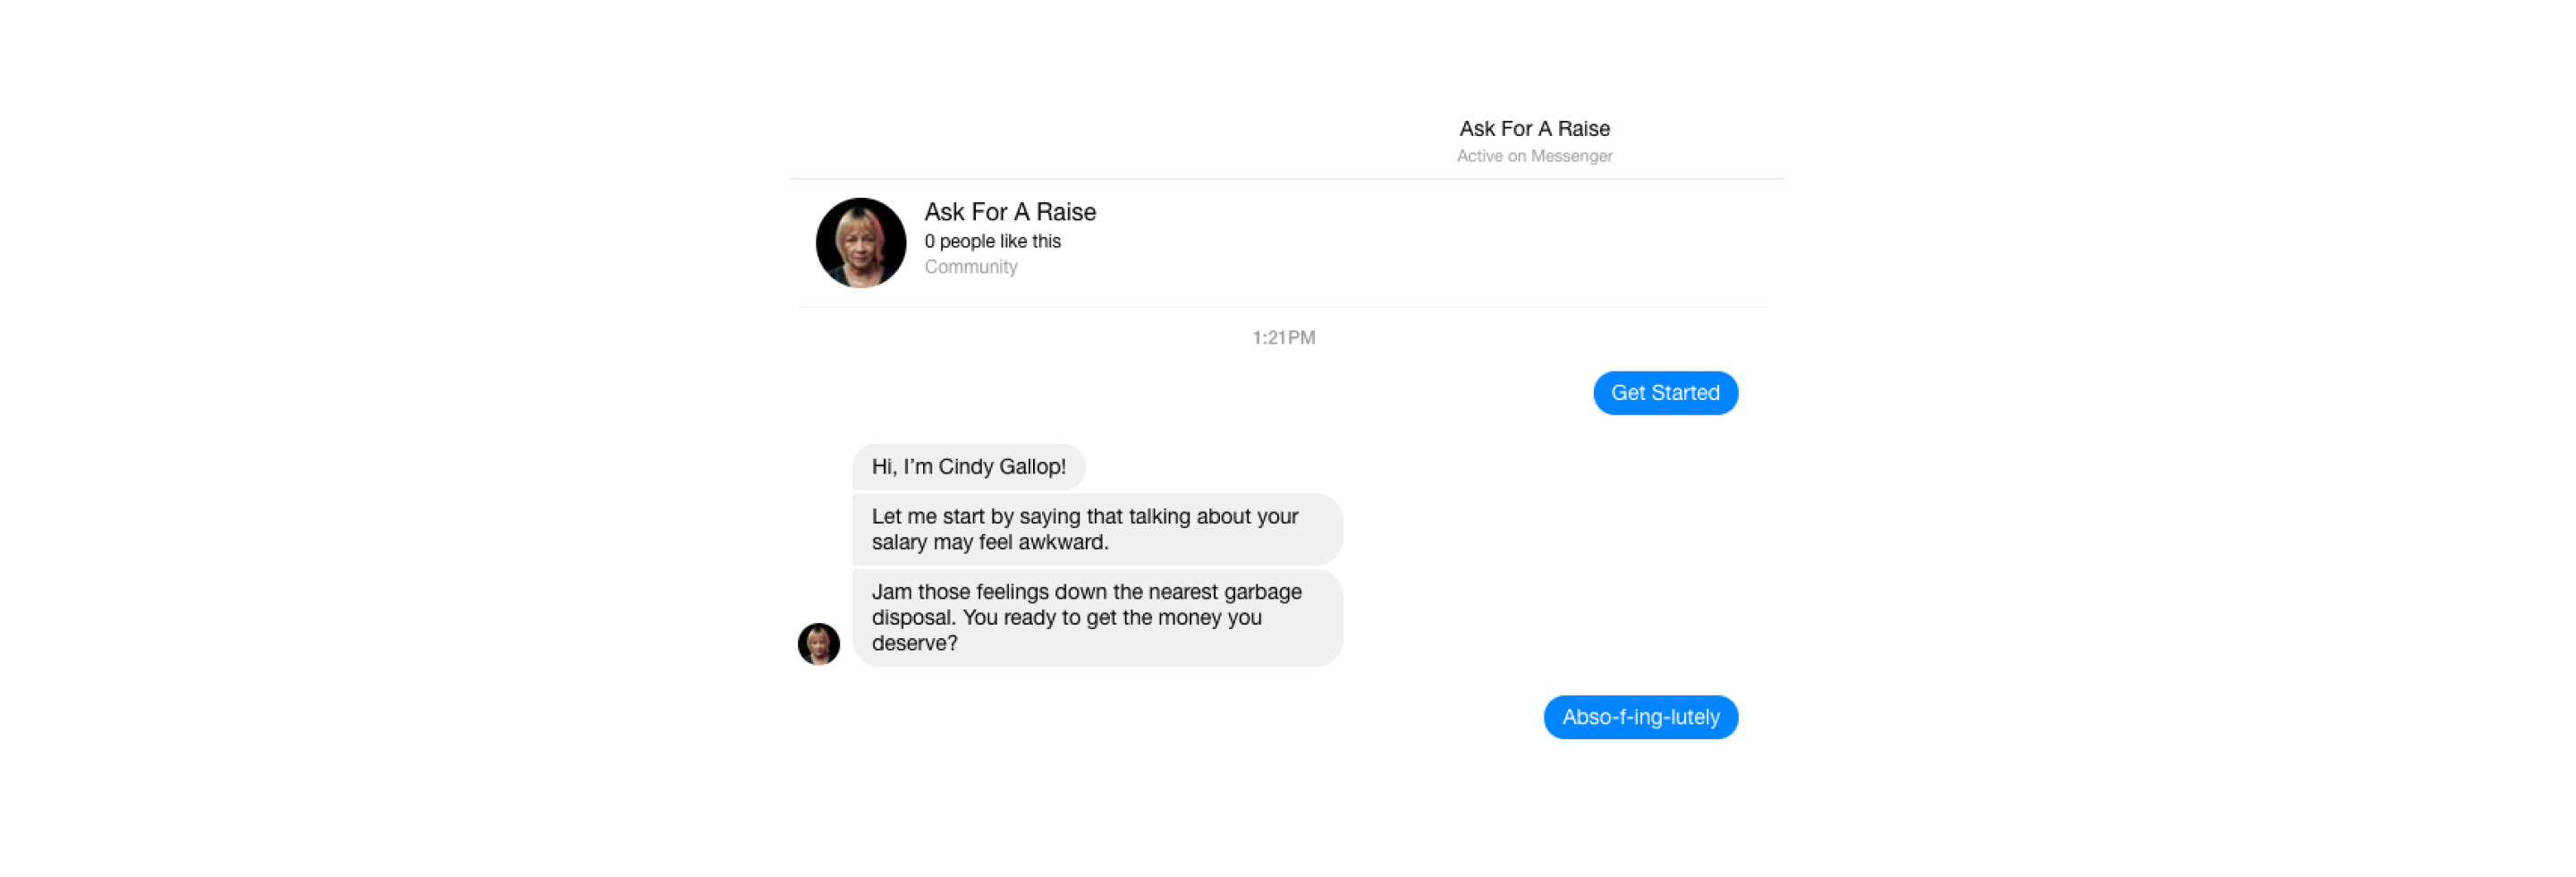 Ask For A Raise
Active on Messenger
Ask For A Raise
0 people like this
Community
1:21PM
Get Started
Hi, I’m Cindy Gallop!
Let me start by saying that talking about your
salary may feel awkward.
Jam those feelings down the nearest garbage
disposal. You ready to get the money you
deserve?
Abso-f-ing-lutely